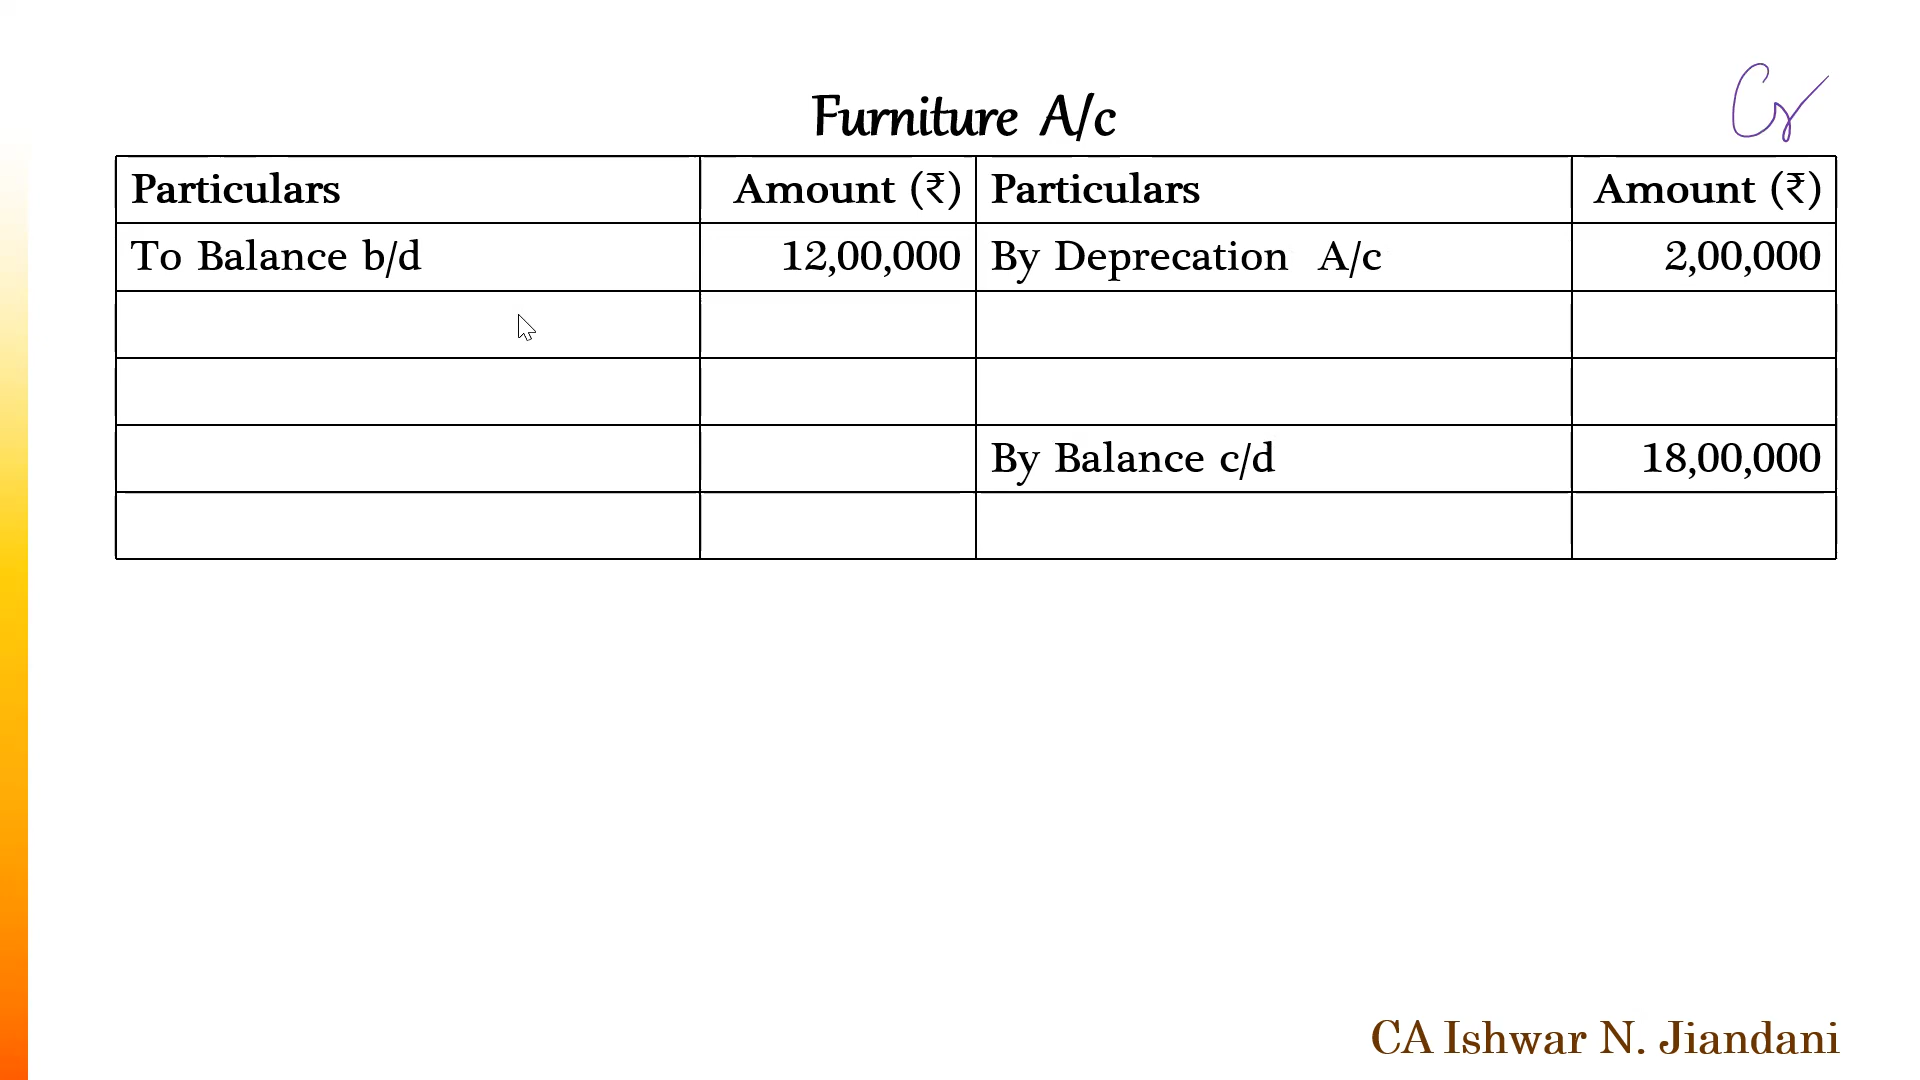 Furniture A/c
Cr
Particulars Amount (₹) Particulars Amount (₹)
To Balance b/d 12,00,000 By Deprecation A/c 2,00,000
By Balance c/d 18,00,000
CA Ishwar N. Jiandani